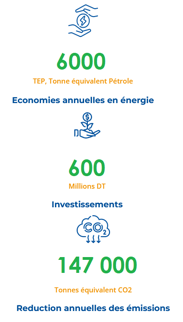 6000
TEP, Tonne équivalent Pétrole
Economies annuelles en énergie
600
Millions DT
Investissements
CO2
147 000
Tonnes équivalent CO2
Reduction annuelles des émissions